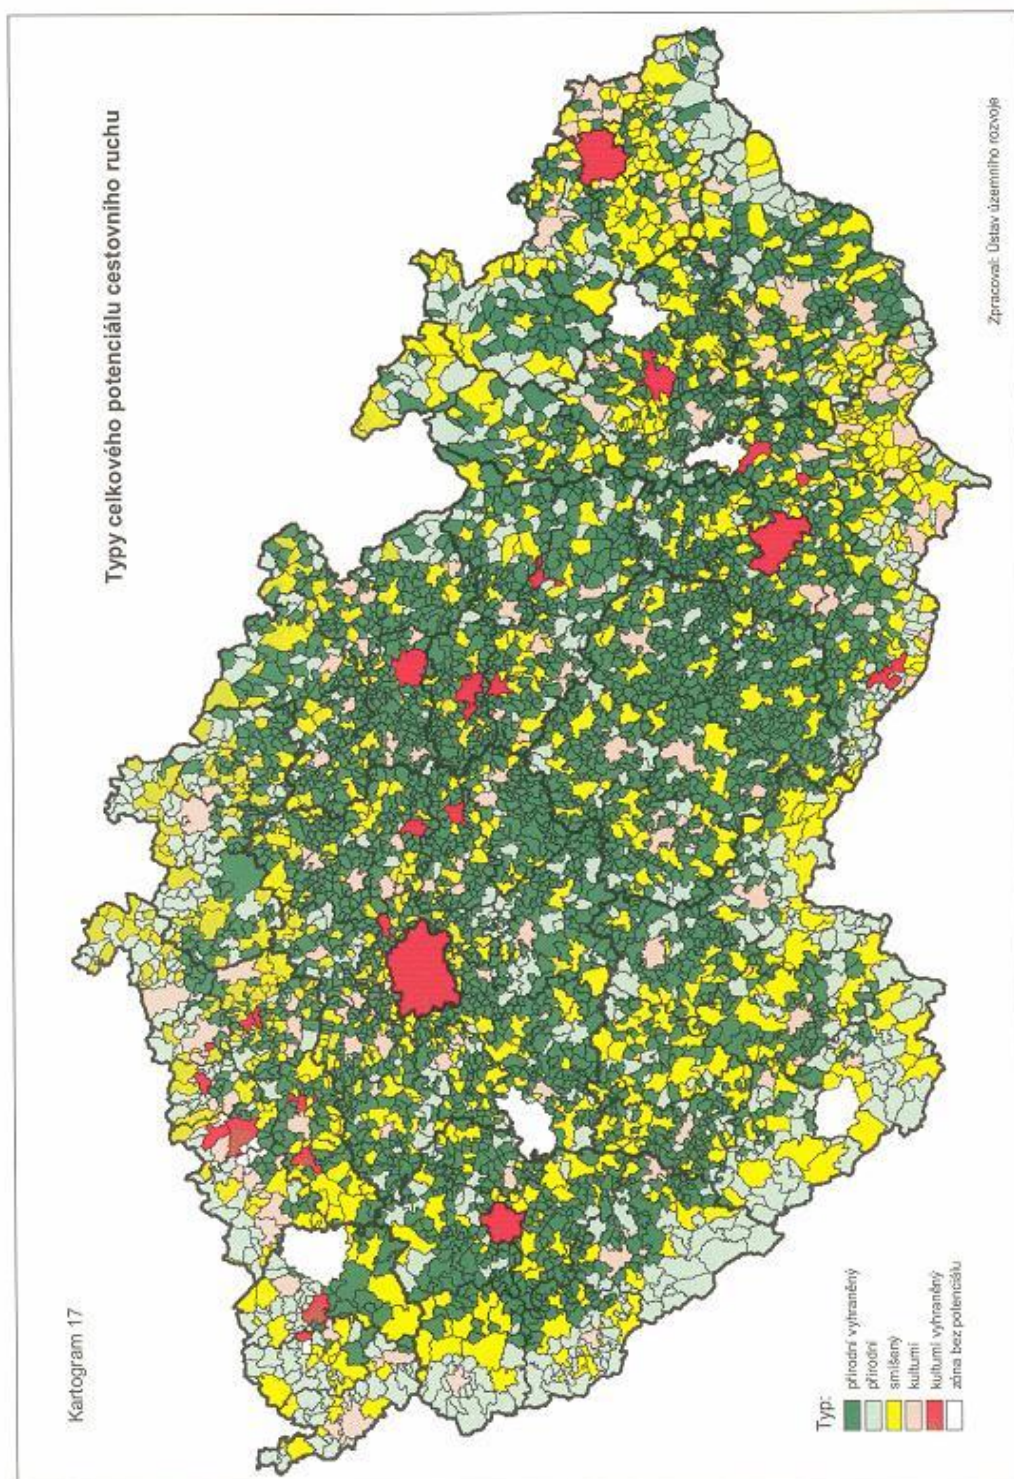 Kartogram 17
Typy celkového potenciálu cestovního ruchu
Typ:
přírodní vyhraněný
přírodní
smíšený
kulturní
kulturní vyhraněný
zóna bez potenciálu
Zpracoval: Ústav územního rozvoje